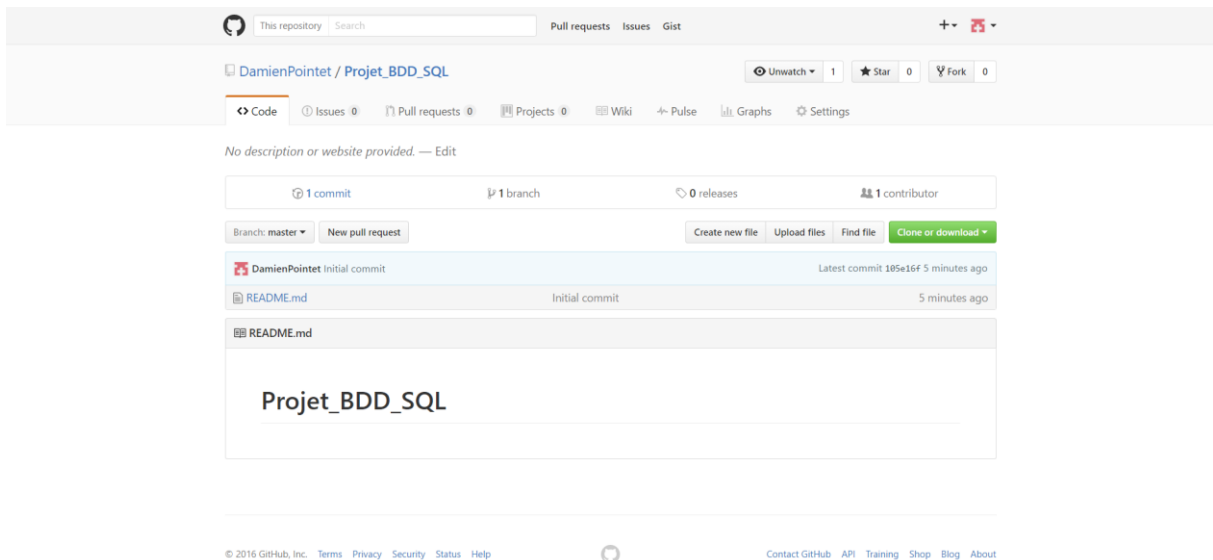 This repository Search Pull requests Issues Gist
DamienPointet / Projet_BDD_SQL Unwatch 1 Star 0 Fork 0
Code Issues 0 Pull requests 0 Projects 0 Wiki Pulse Graphs Settings
No description or website provided. — Edit
1 commit 1 branch 0 releases 1 contributor
Branch: master New pull request Create new file Upload files Find file Clone or download
DamienPointet Initial commit Latest commit 105e16f 5 minutes ago
README.md Initial commit 5 minutes ago
README.md
Projet_BDD_SQL
© 2016 GitHub, Inc. Terms Privacy Security Status Help Contact GitHub API Training Shop Blog About